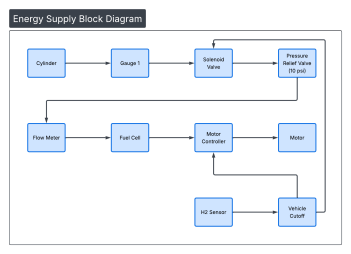 Energy Supply Block Diagram
Cylinder
Gauge 1
Solenoid
Valve
Pressure
Relief Valve
(10 psi)
Flow Meter
Fuel Cell
Motor
Controller
Motor
H2 Sensor
Vehicle
Cutoff